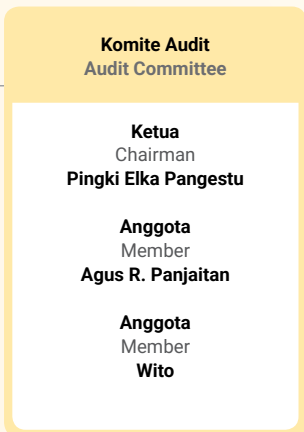 Komite Audit
Audit Committee
Ketua
Chairman
Pingki Elka Pangestu
Anggota
Member
Agus R. Panjaitan
Anggota
Member
Wito